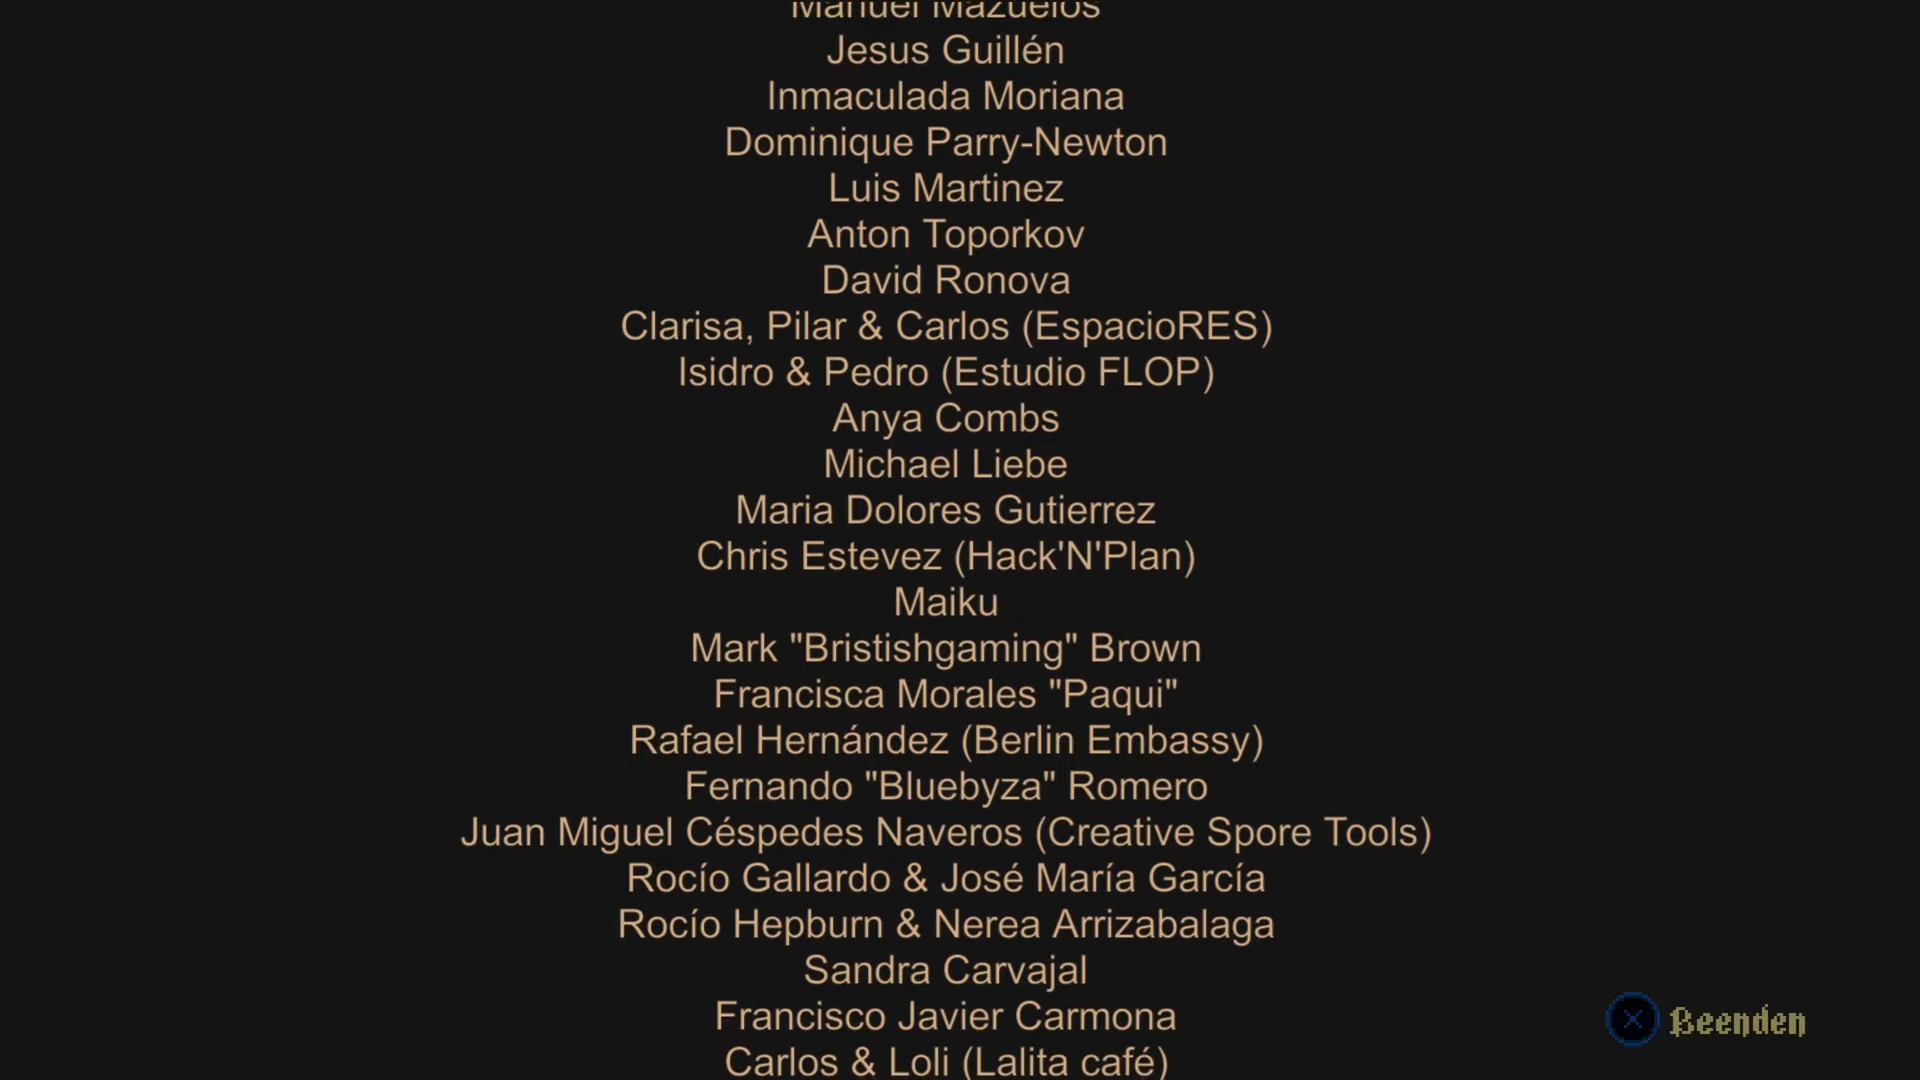 Manuel Mazuelos
Jesus Guillén
Inmaculada Moriana
Dominique Parry-Newton
Luis Martinez
Anton Toporkov
David Ronova
Clarisa, Pilar & Carlos (EspacioRES)
Isidro & Pedro (Estudio FLOP)
Anya Combs
Michael Liebe
Maria Dolores Gutierrez
Chris Estevez (Hack'N'Plan)
Maiku
Mark "Bristishgaming" Brown
Francisca Morales "Paqui"
Rafael Hernández (Berlin Embassy)
Fernando "Bluebyza" Romero
Juan Miguel Céspedes Naveros (Creative Spore Tools)
Rocío Gallardo & José María García
Rocío Hepburn & Nerea Arrizabalaga
Sandra Carvajal
Francisco Javier Carmona
Carlos & Loli (Lalita café)
Beenden